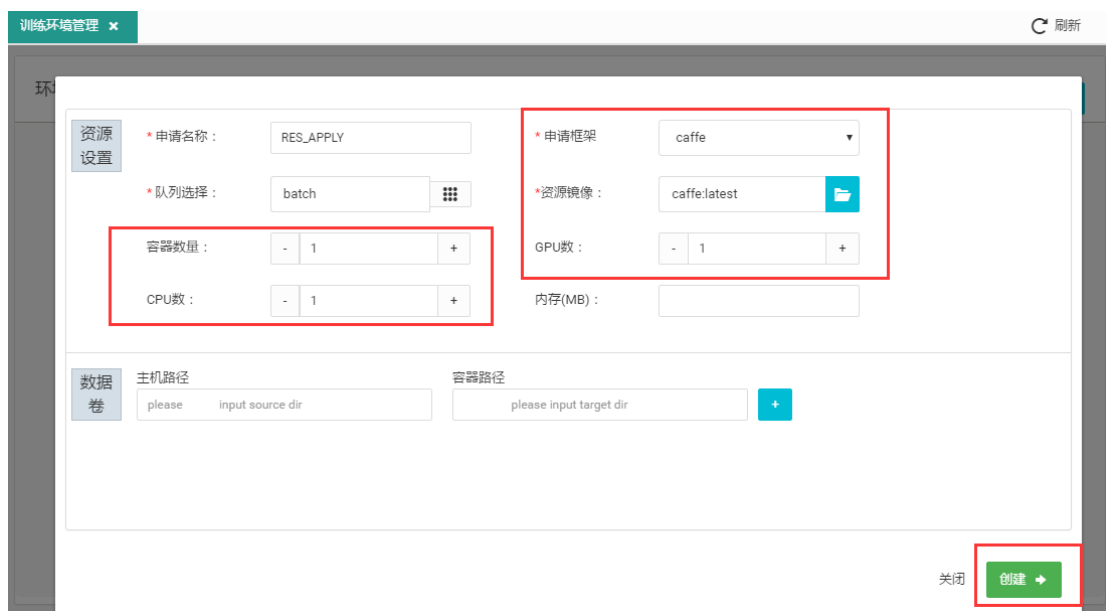 训练环境管理 ×
刷新
环
资源设置
* 申请名称： RES_APPLY
* 申请框架 caffe
* 队列选择： batch
*资源镜像： caffe:latest
容器数量： - 1 +
GPU数： - 1 +
CPU数： - 1 +
内存(MB)：
数据卷
主机路径 容器路径
please input source dir please input target dir +
关闭 创建